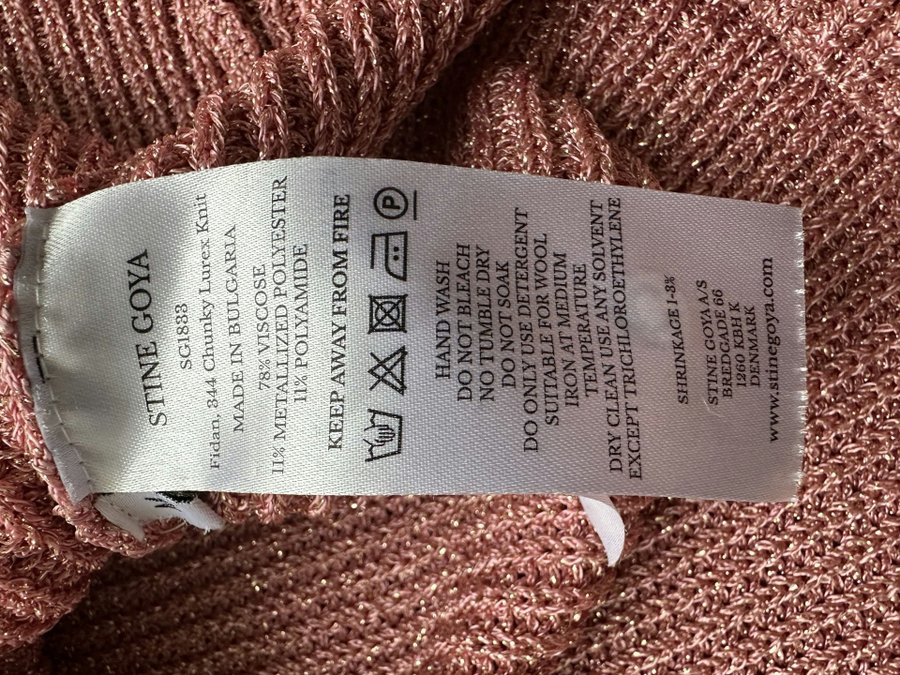 STINE GOYA
SG1883
Fidan, 344 Chunky Lurex Knit
MADE IN BULGARIA
78% VISCOSE
11% METALLIZED POLYESTER
11% POLYAMIDE
KEEP AWAY FROM FIRE
P
HAND WASH
DO NOT BLEACH
NO TUMBLE DRY
DO NOT SOAK
DO ONLY USE DETERGENT
SUITABLE FOR WOOL
IRON AT MEDIUM
TEMPERATURE
DRY CLEAN USE ANY SOLVENT
EXCEPT TRICHLOROETHYLENE
SHRINKAGE 1-3%
STINE GOYA A/S
BREDGADE 66
1260 KBH K
DENMARK
www.stinegoya.com